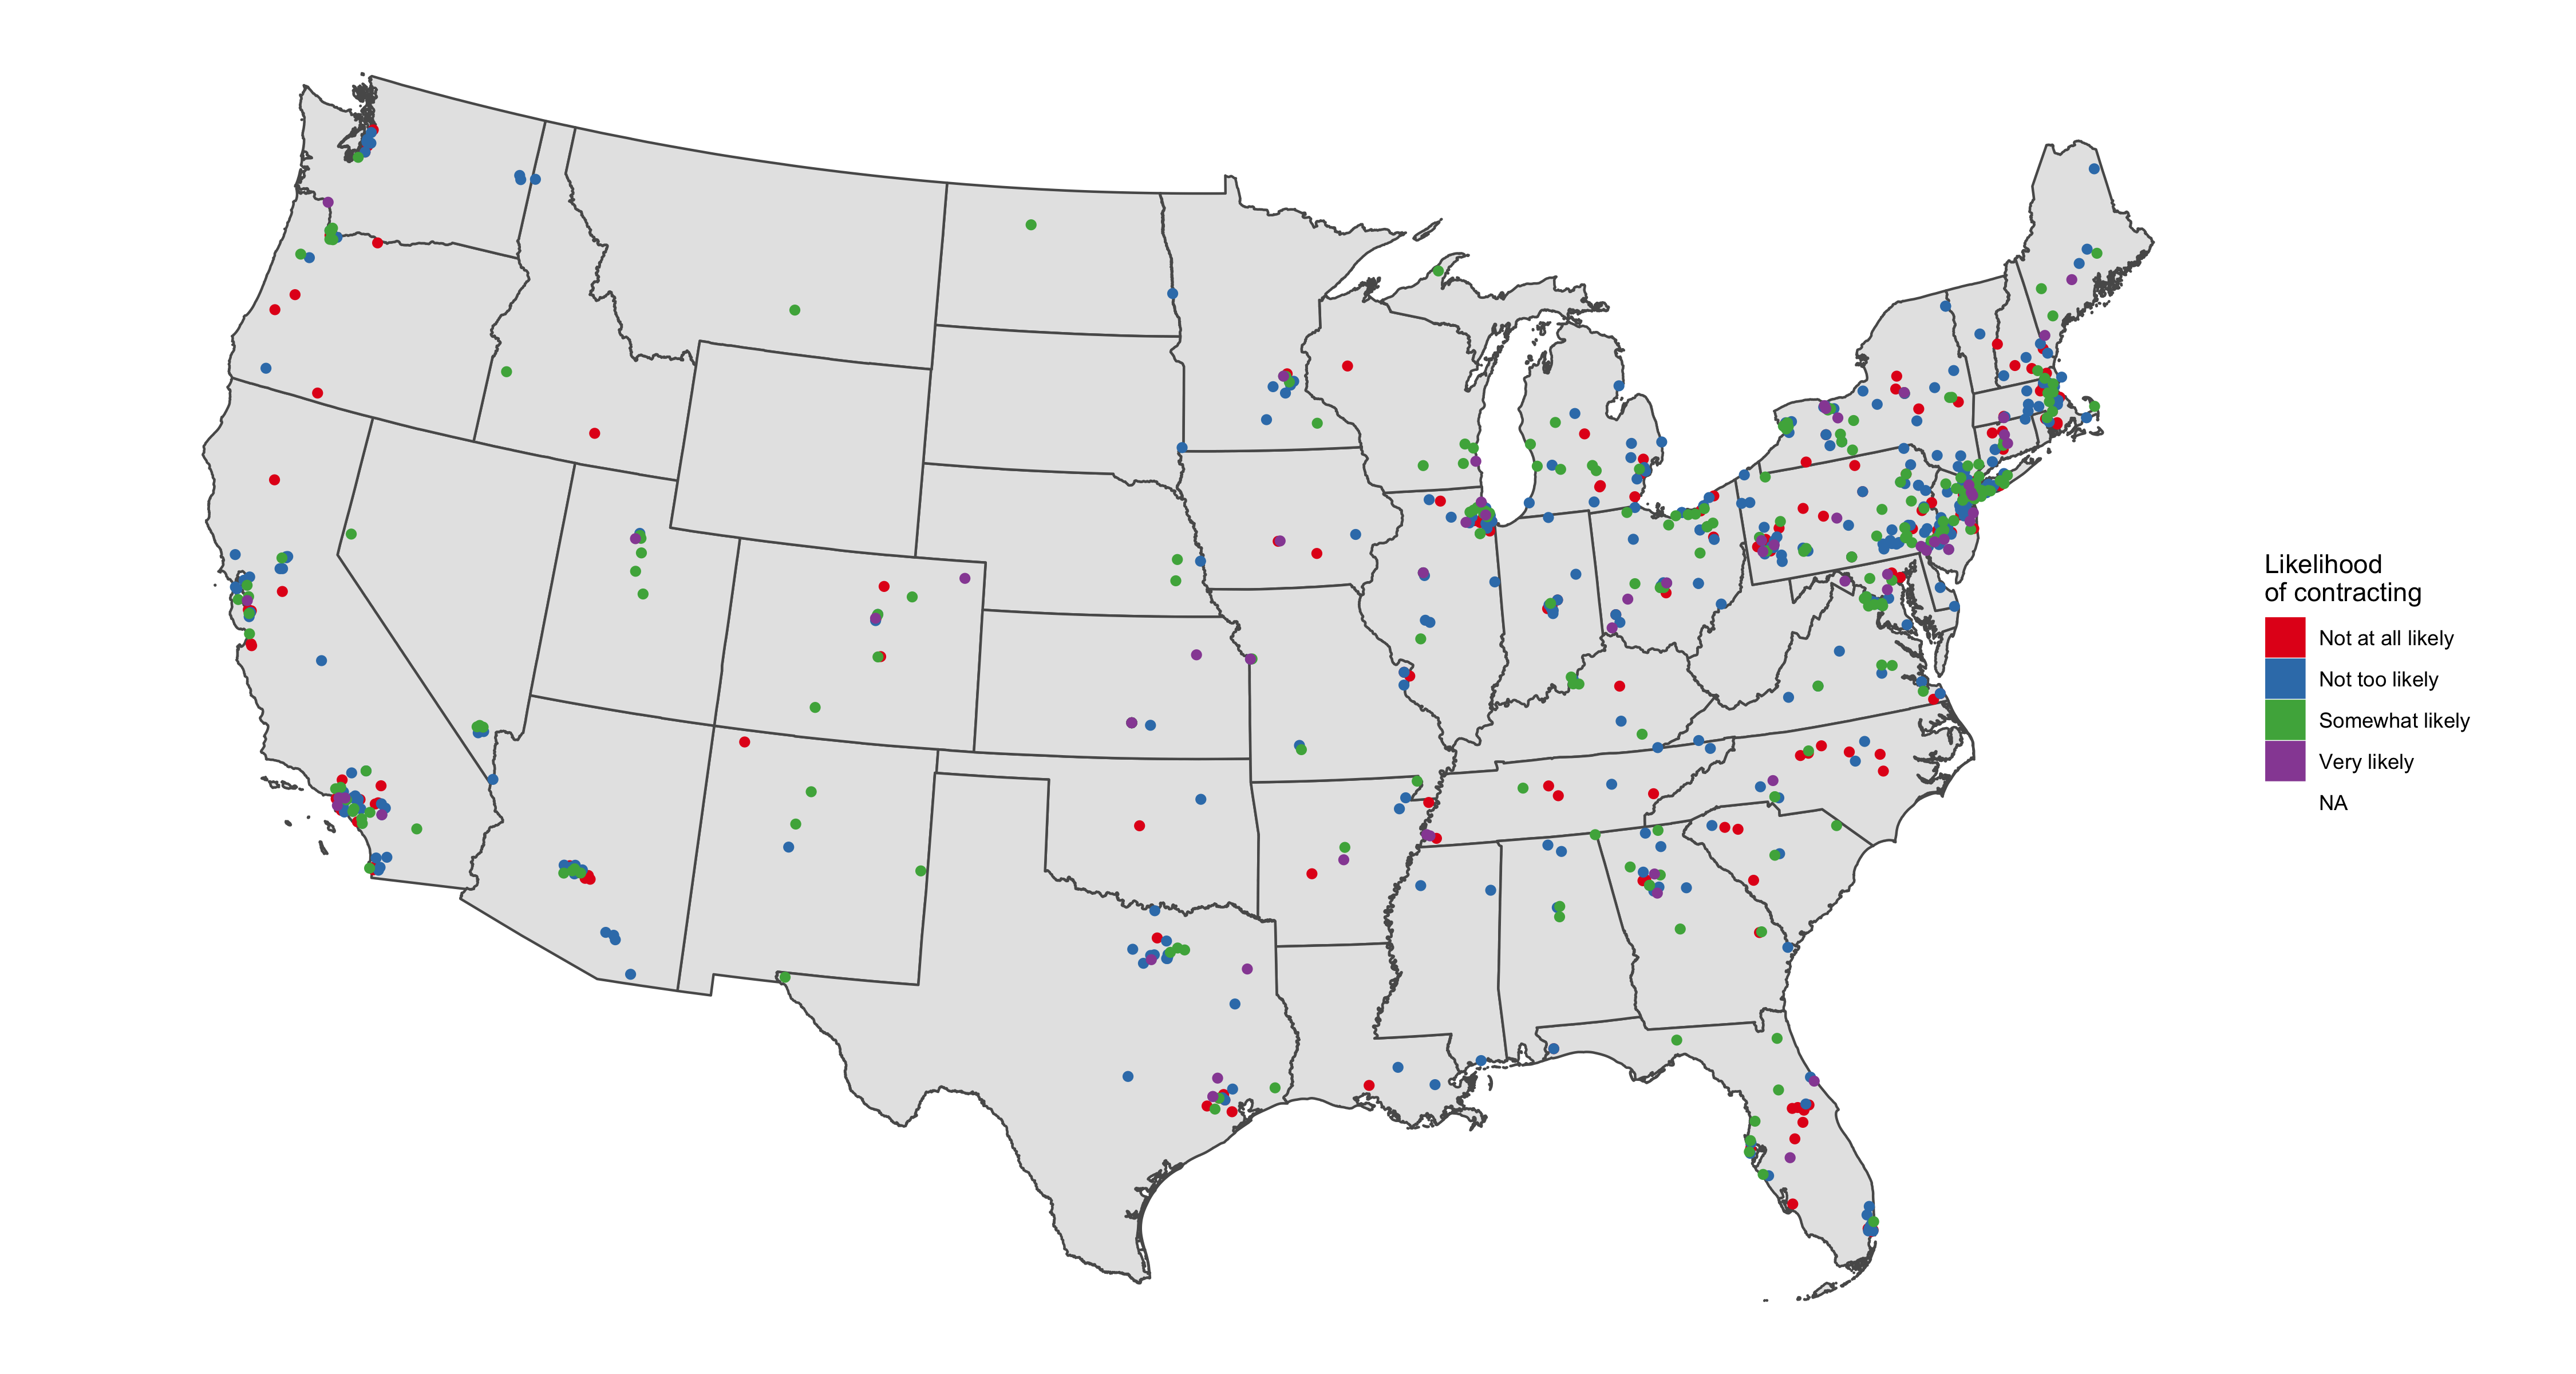 Likelihood
of contracting
Not at all likely
Not too likely
Somewhat likely
Very likely
NA